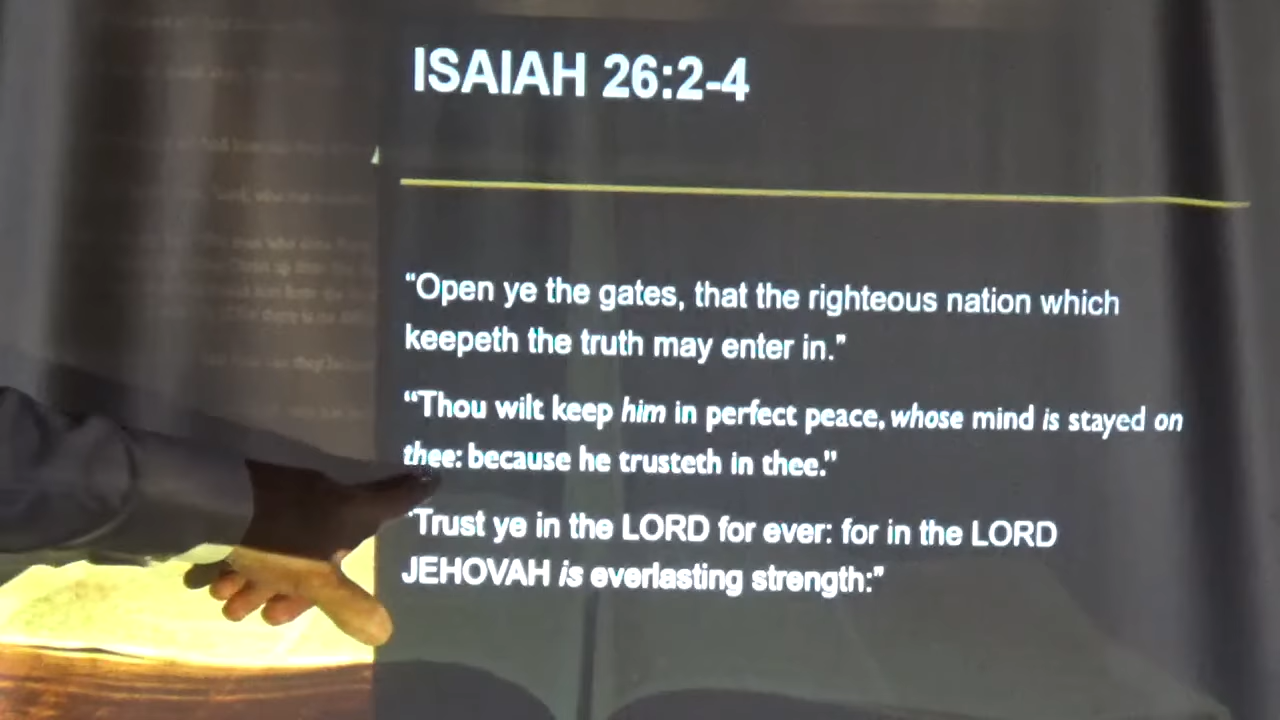 ISAIAH 26:2-4
“Open ye the gates, that the righteous nation which
keepeth the truth may enter in.”
“Thou wilt keep him in perfect peace, whose mind is stayed on
thee: because he trusteth in thee.”
“Trust ye in the LORD for ever: for in the LORD
JEHOVAH is everlasting strength:”